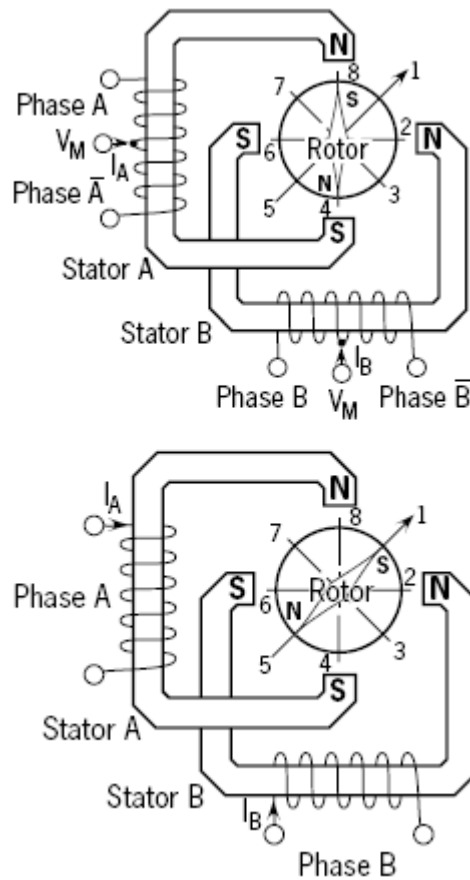 N
8
1
7
S
Phase A
V_M
I_A
S
6
Rotor
2
N
Phase A̅
N
5
4
3
S
Stator A
Stator B
I_B
Phase B
V_M
Phase B̅
I_A
N
8
1
7
S
Phase A
S
6
Rotor
2
N
N
5
4
3
S
Stator A
Stator B
I_B
Phase B